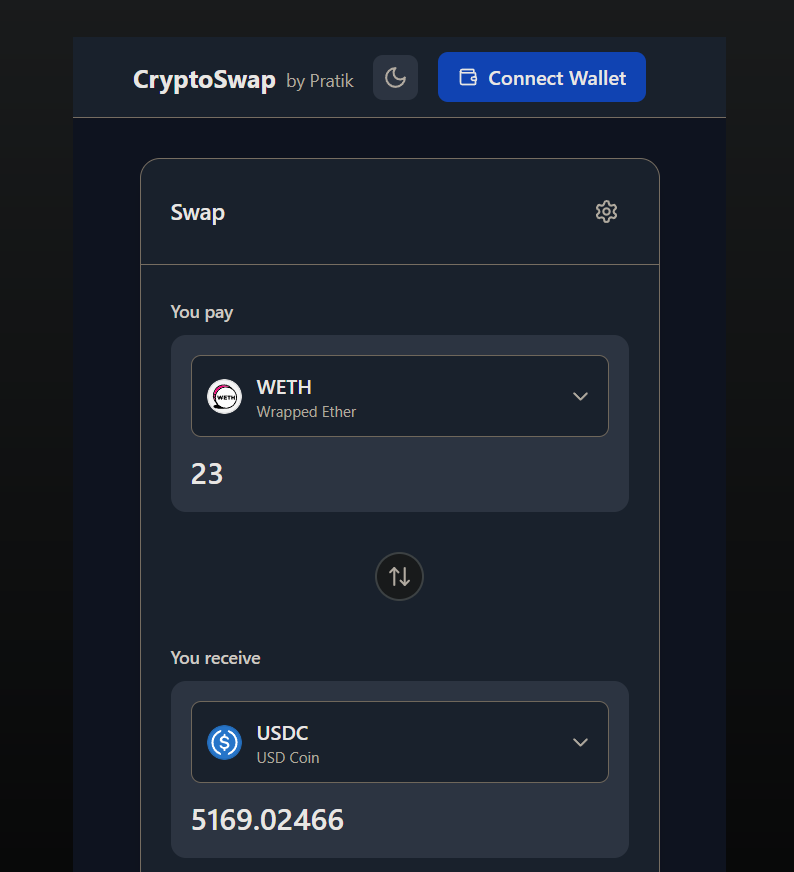 CryptoSwap by Pratik Connect Wallet
Swap
You pay
WETH
WETH
Wrapped Ether
23
You receive
USDC
USD Coin
5169.02466